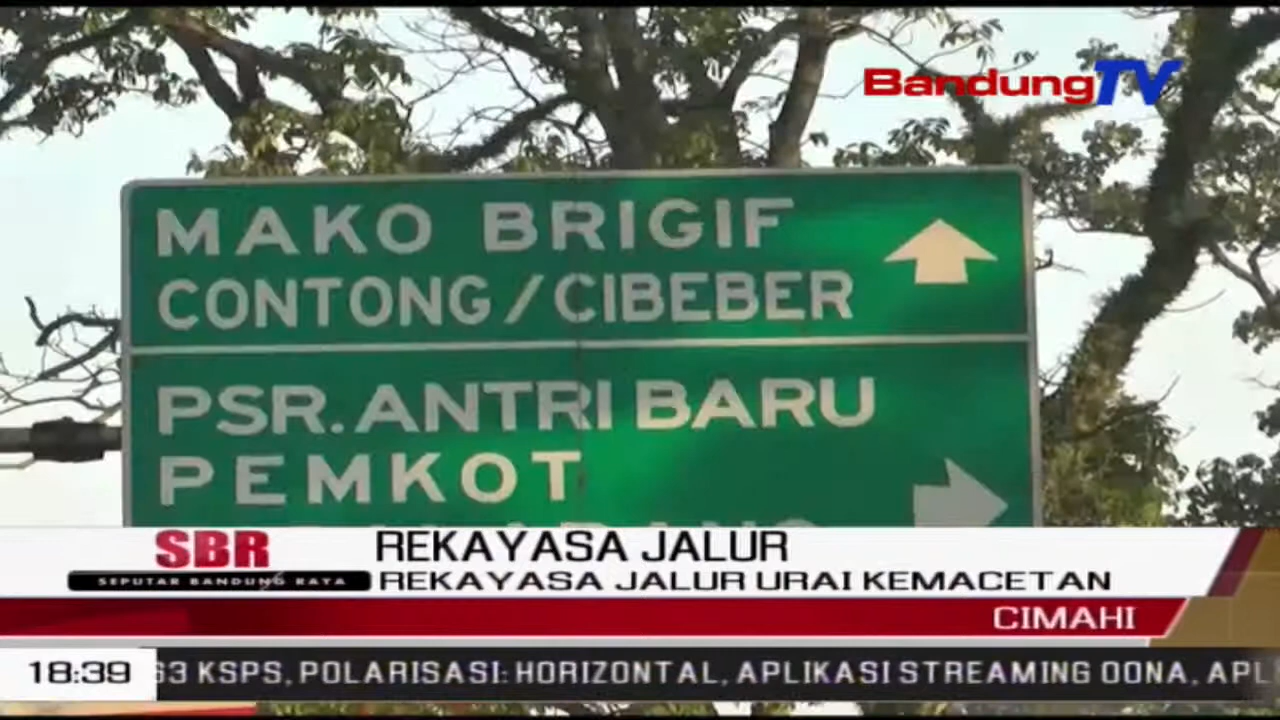 BandungTV
MAKO BRIGIF
CONTONG/CIBEBER
PSR.ANTRI BARU
PEMKOT
SBR
SEPUTAR BANDUNG RAYA
REKAYASA JALUR
REKAYASA JALUR URAI KEMACETAN
CIMAHI
18:39
KSPS, POLARISASI: HORIZONTAL, APLIKASI STREAMING OONA, APL